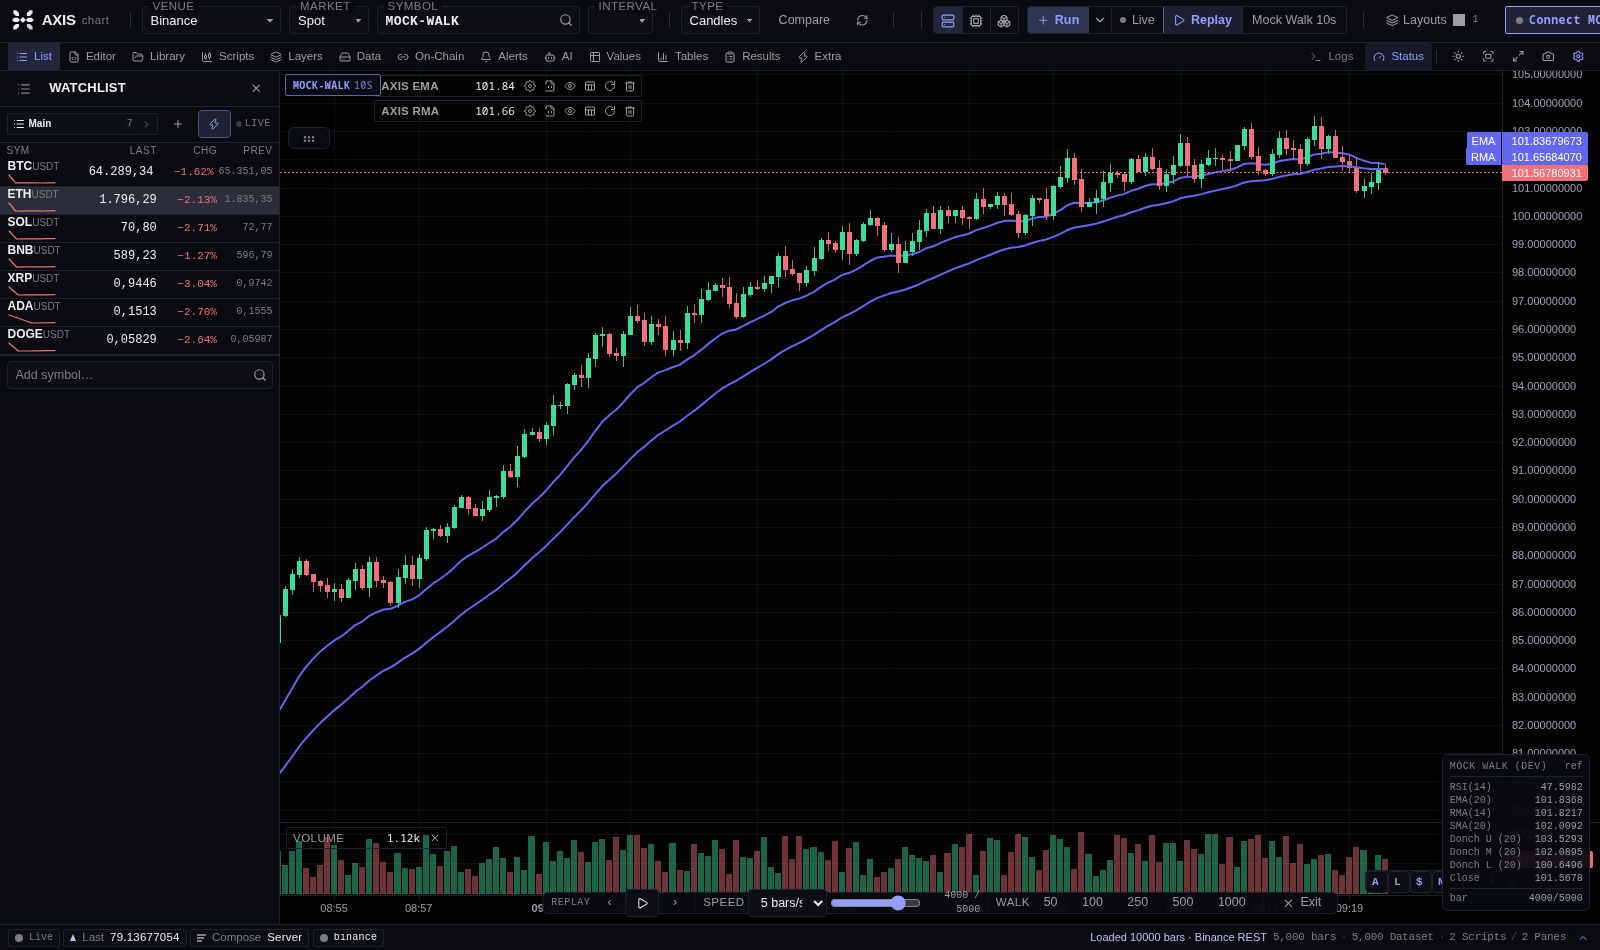 AXIS chart
VENUE
Binance
MARKET
Spot
SYMBOL
MOCK-WALK
INTERVAL
TYPE
Candles
Compare
Run
Live
Replay
Mock Walk 10s
Layouts 1
Connect MO
List
Editor
Library
Scripts
Layers
Data
On-Chain
Alerts
AI
Values
Tables
Results
Extra
Logs
Status
WATCHLIST
Main 7
LIVE
SYM LAST CHG PREV
BTCUSDT 64.289,34 −1.62% 65.351,05
ETHUSDT 1.796,29 −2.13% 1.835,35
SOLUSDT 70,80 −2.71% 72,77
BNBUSDT 589,23 −1.27% 596,79
XRPUSDT 0,9446 −3.04% 0,9742
ADAUSDT 0,1513 −2.70% 0,1555
DOGEUSDT 0,05829 −2.64% 0,05987
Add symbol…
MOCK-WALK 10S
AXIS EMA 101.84
AXIS RMA 101.66
105.00000000
104.00000000
103.00000000
EMA 101.83679673
RMA 101.65684070
101.56780931
101.00000000
100.00000000
99.00000000
98.00000000
97.00000000
96.00000000
95.00000000
94.00000000
93.00000000
92.00000000
91.00000000
90.00000000
89.00000000
88.00000000
87.00000000
86.00000000
85.00000000
84.00000000
83.00000000
82.00000000
81.00000000
MOCK WALK (DEV) ref
RSI(14) 47.5982
EMA(20) 101.8368
RMA(14) 101.8217
SMA(20) 102.0092
Donch U (20) 103.5293
Donch M (20) 102.0895
Donch L (20) 100.6496
Close 101.5678
bar 4000/5000
VOLUME 1.12k
A L $
08:55
08:57
09
09:19
REPLAY
SPEED
5 bars/s
4000 /
5000
WALK 50 100 250 500 1000
Exit
Live
Last 79.13677054
Compose Server
binance
Loaded 10000 bars · Binance REST 5,000 bars · 5,000 Dataset · 2 Scripts / 2 Panes